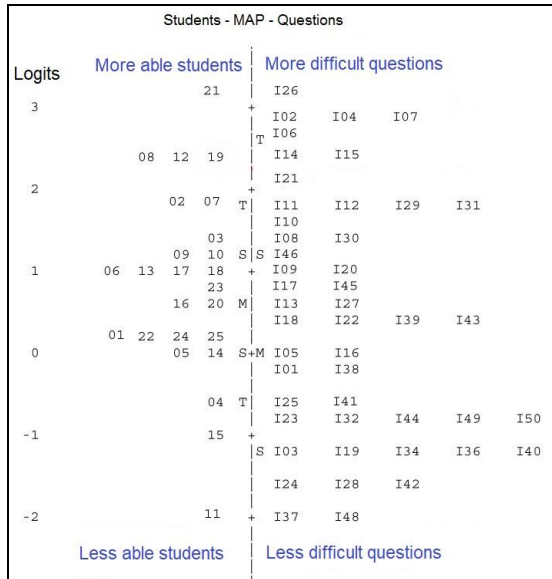 Students - MAP - Questions
More able students | More difficult questions
Logits
21 | I26
3 +
| I02 I04 I07
|T I06
08 12 19 | I14 I15
| I21
2 +
02 07 T| I11 I12 I29 I31
| I10
03 | I08 I30
09 10 S|S I46
1 06 13 17 18 + I09 I20
23 | I17 I45
16 20 M| I13 I27
| I18 I22 I39 I43
01 22 24 25 |
0 05 14 S+M I05 I16
| I01 I38
04 T| I25 I41
| I23 I32 I44 I49 I50
-1 15 +
|S I03 I19 I34 I36 I40
| I24 I28 I42
-2 11 + I37 I48
Less able students | Less difficult questions